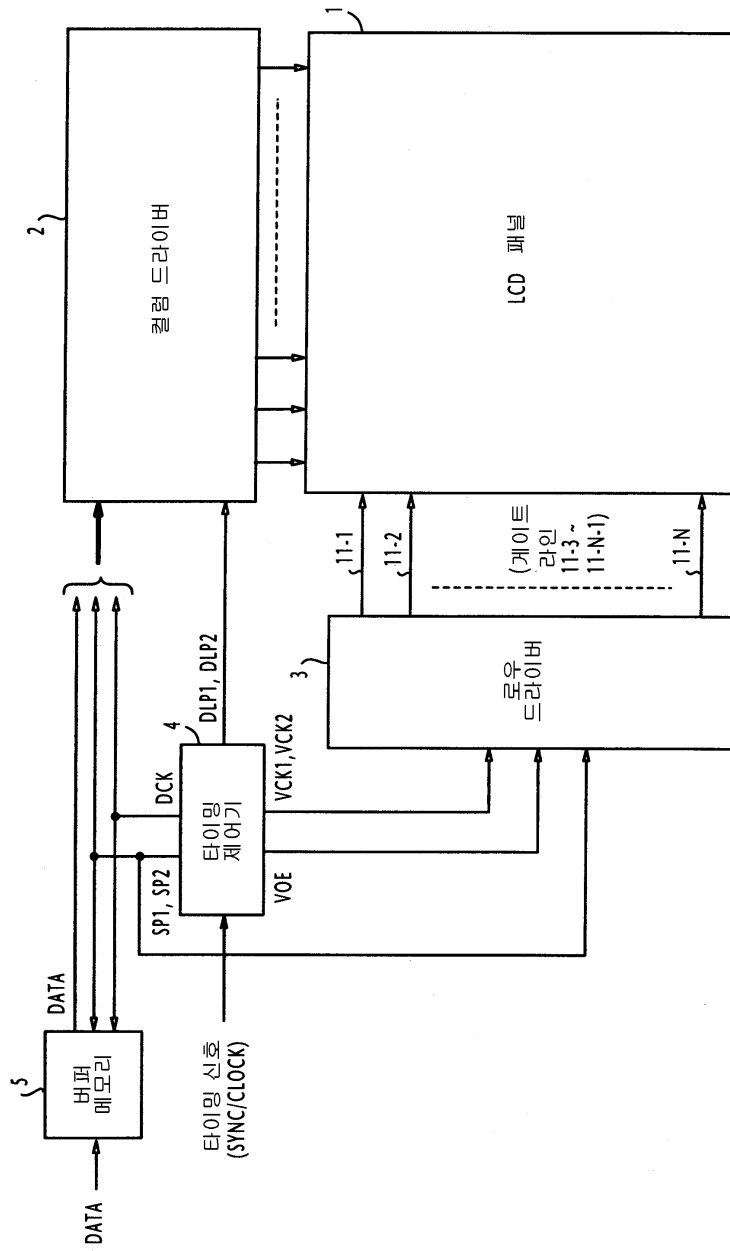 DATA
5
버퍼
메모리
DATA
타이밍 신호
(SYNC/CLOCK)
SP1, SP2
DCK
4
타이밍
제어기
VOE
VCK1,VCK2
DLP1, DLP2
2
컬럼 드라이버
3
로우
드라이버
11-1
11-2
(게이트
라인
11-3 ~
11-N-1)
11-N
1
LCD 패널